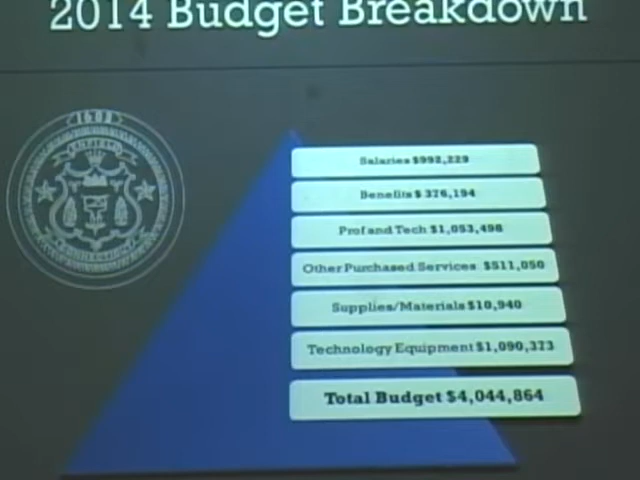 2014 Budget Breakdown
Salaries $992,229
Benefits $ 376,194
Prof and Tech $1,053,498
Other Purchased Services $511,050
Supplies/Materials $10,940
Technology Equipment $1,090,373
Total Budget $4,044,864